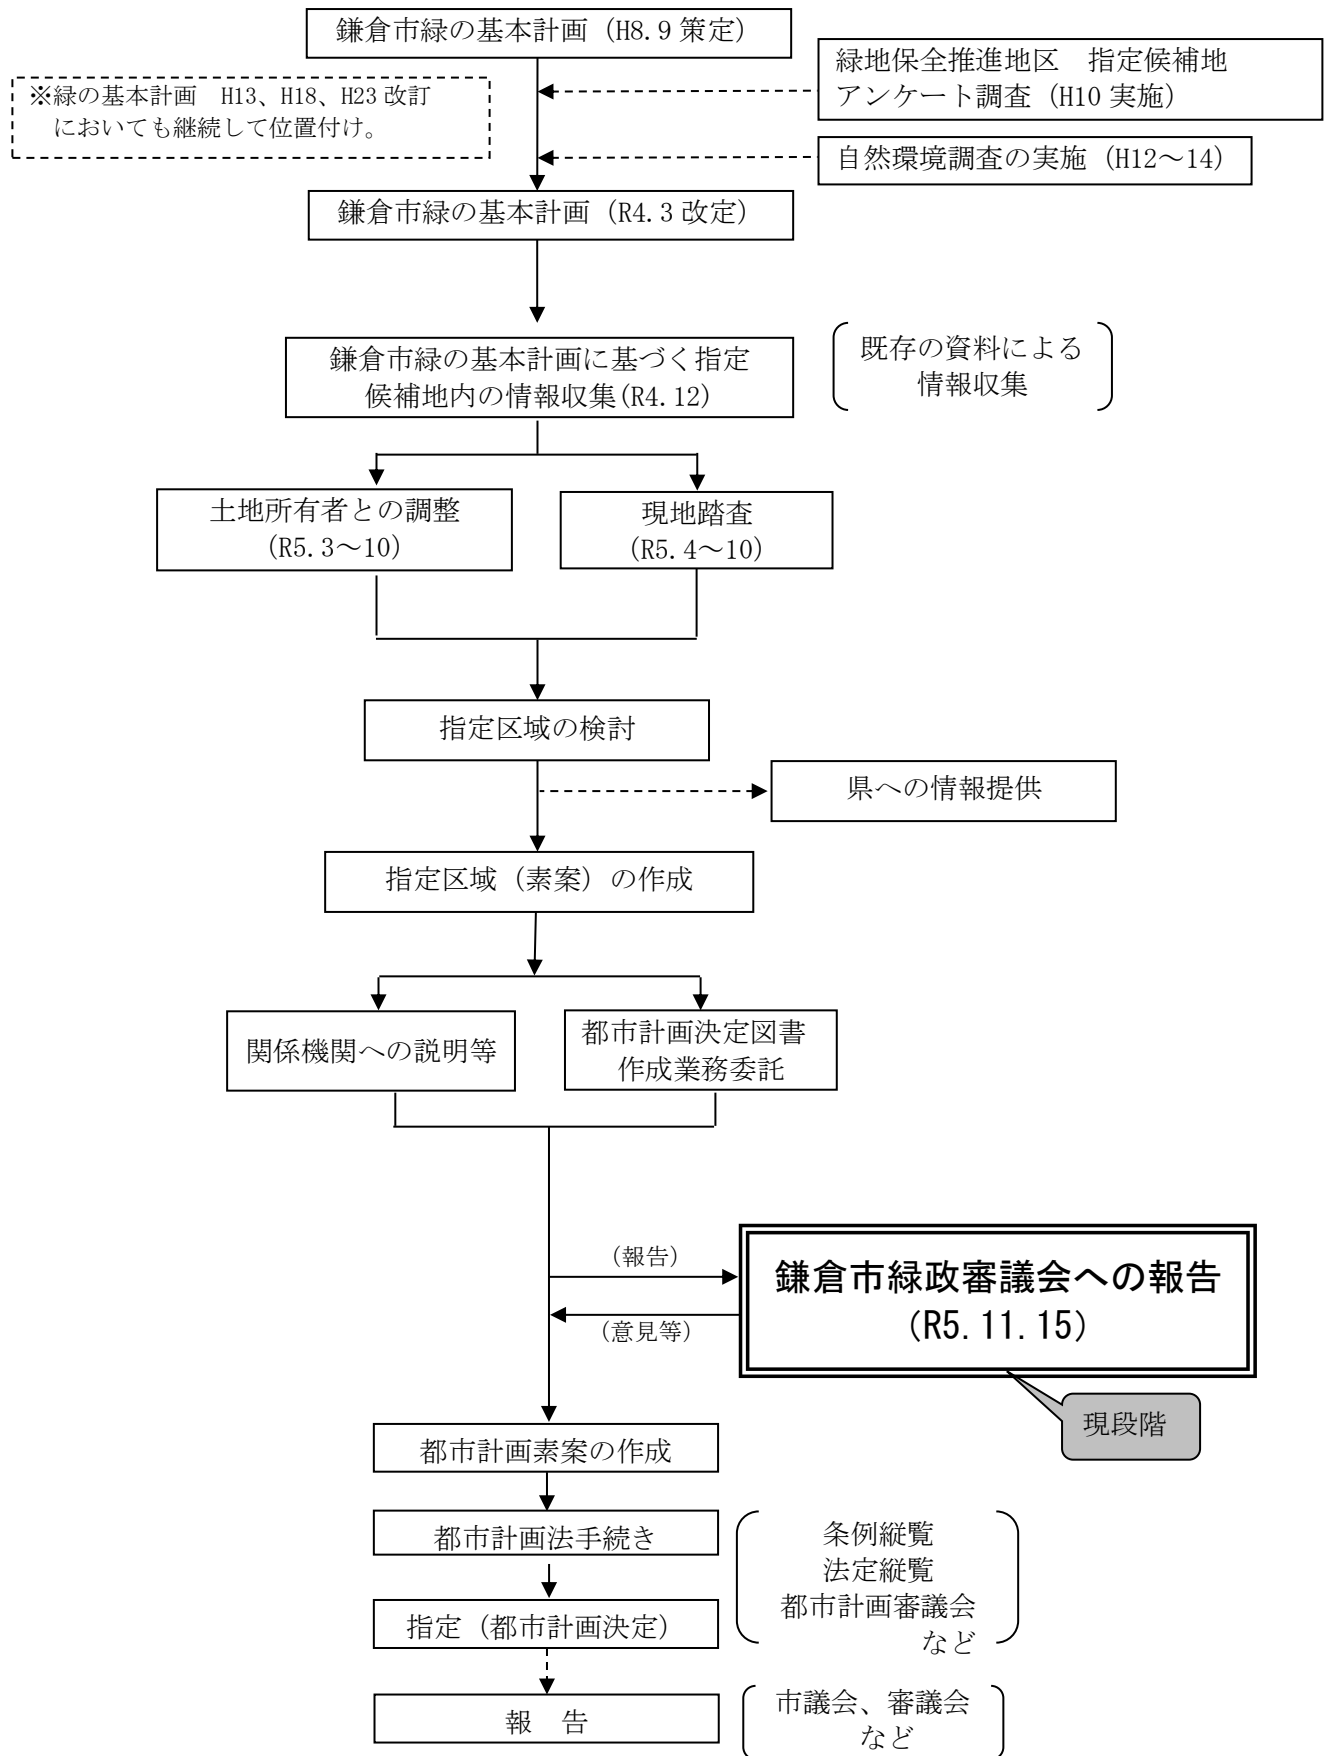 鎌倉市緑の基本計画（H8.9 策定）
緑地保全推進地区　指定候補地
アンケート調査（H10 実施）
※緑の基本計画　H13、H18、H23 改訂
においても継続して位置付け。
自然環境調査の実施（H12～14）
鎌倉市緑の基本計画（R4.3 改定）
鎌倉市緑の基本計画に基づく指定
候補地内の情報収集(R4.12)
既存の資料による
情報収集
土地所有者との調整
(R5.3～10)
現地踏査
(R5.4～10)
指定区域の検討
県への情報提供
指定区域（素案）の作成
関係機関への説明等
都市計画決定図書
作成業務委託
(報告)
鎌倉市緑政審議会への報告
(R5.11.15)
(意見等)
現段階
都市計画素案の作成
都市計画法手続き
条例縦覧
法定縦覧
都市計画審議会
など
指定（都市計画決定）
報　告
市議会、審議会
など